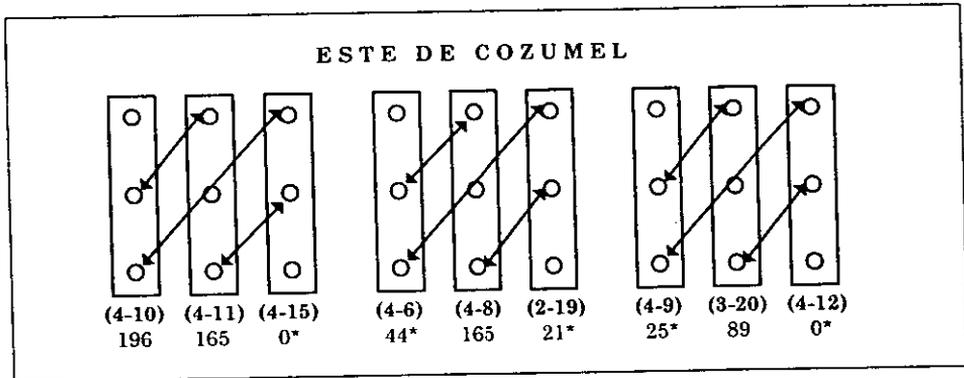 ESTE DE COZUMEL
(4-10) (4-11) (4-15) (4-6) (4-8) (2-19) (4-9) (3-20) (4-12)
196 165 0* 44* 165 21* 25* 89 0*